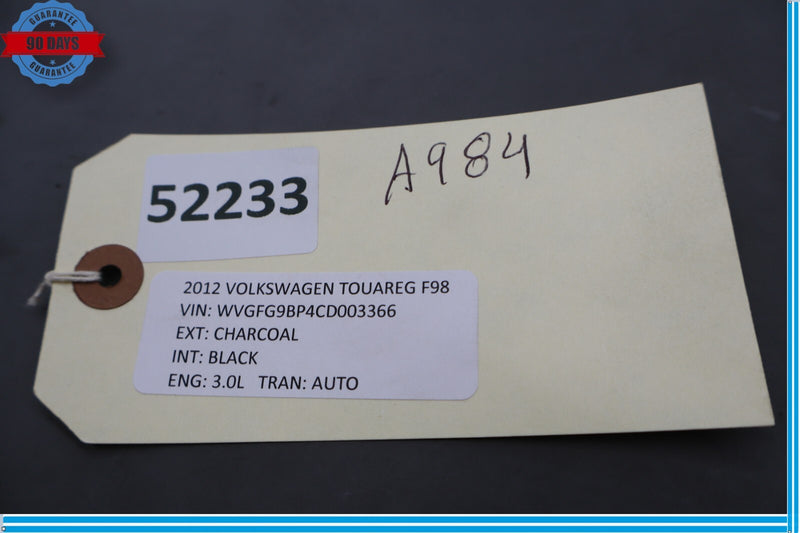 GUARANTEE
90 DAYS
GUARANTEE
A984
52233
2012 VOLKSWAGEN TOUAREG F98
VIN: WVGFG9BP4CD003366
EXT: CHARCOAL
INT: BLACK
ENG: 3.0L TRAN: AUTO